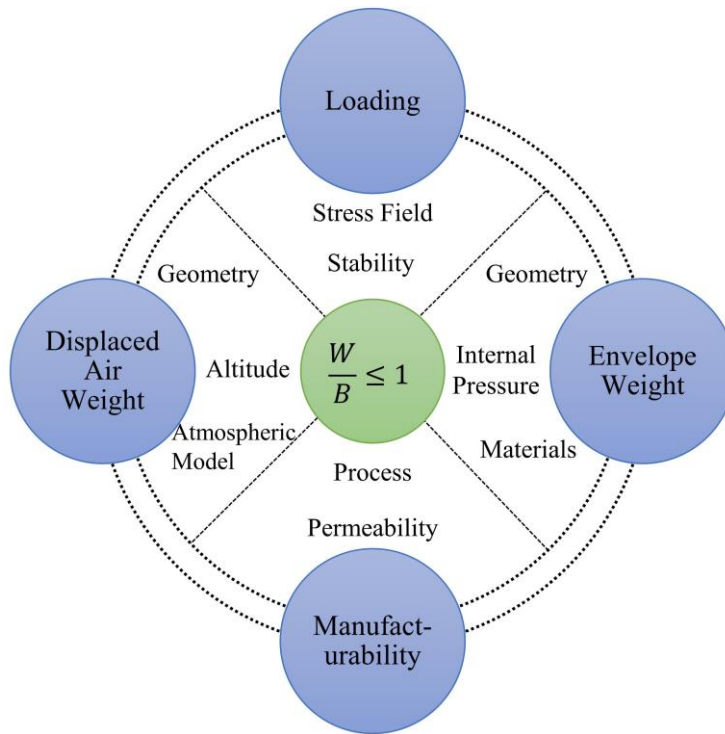 Loading
Stress Field
Stability
Geometry
Geometry
Displaced
Air
Weight
Altitude
W
B
≤ 1
Internal
Pressure
Envelope
Weight
Atmospheric
Model
Materials
Process
Permeability
Manufact-
urability